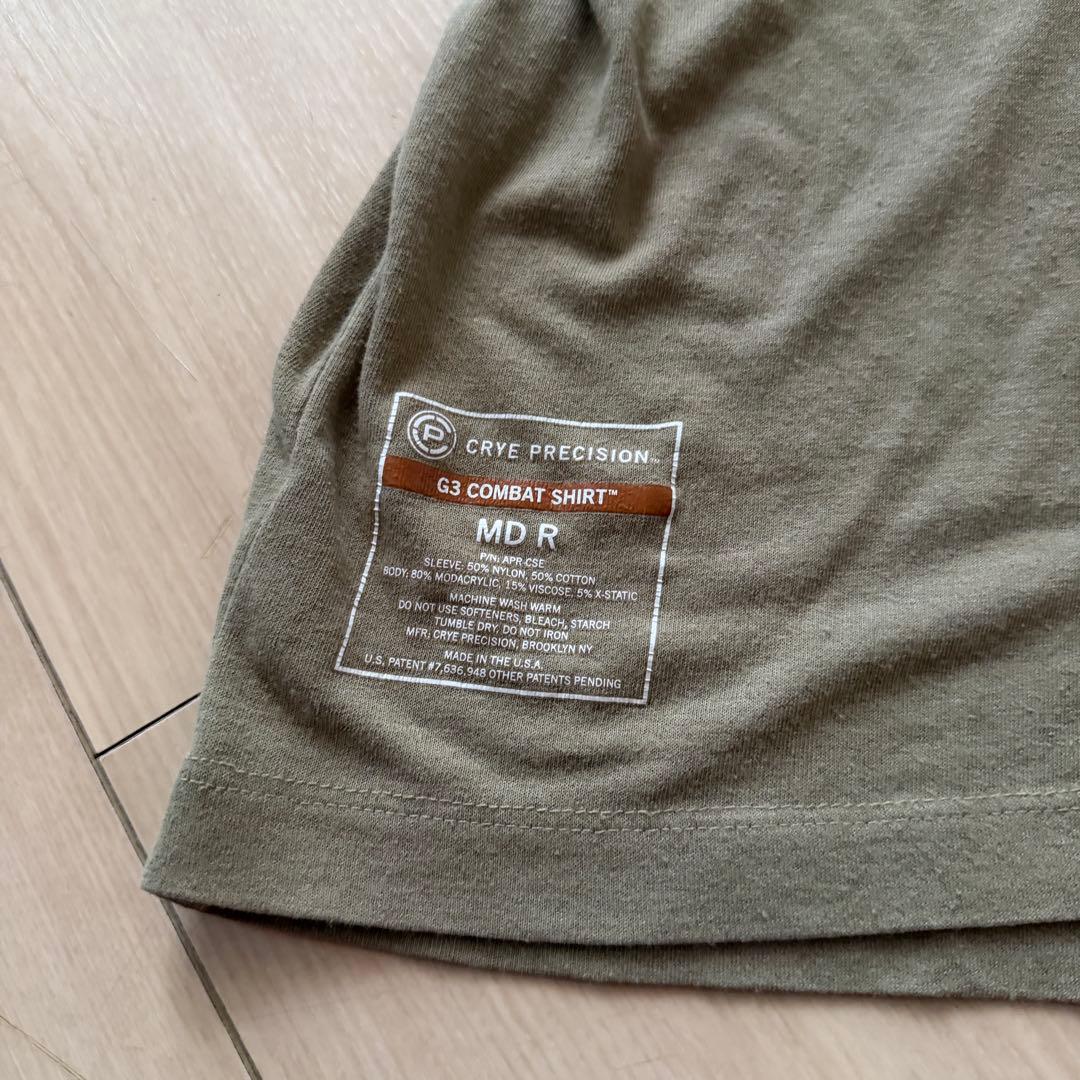 CP
CRYE PRECISION™
G3 COMBAT SHIRT™
MD R
P/N: APR-CSE
SLEEVE: 50% NYLON, 50% COTTON
BODY: 80% MODACRYLIC, 15% VISCOSE, 5% X-STATIC
MACHINE WASH WARM
DO NOT USE SOFTENERS, BLEACH, STARCH
TUMBLE DRY, DO NOT IRON
MFR: CRYE PRECISION, BROOKLYN NY
MADE IN THE U.S.A.
U.S. PATENT #7,636,948 OTHER PATENTS PENDING